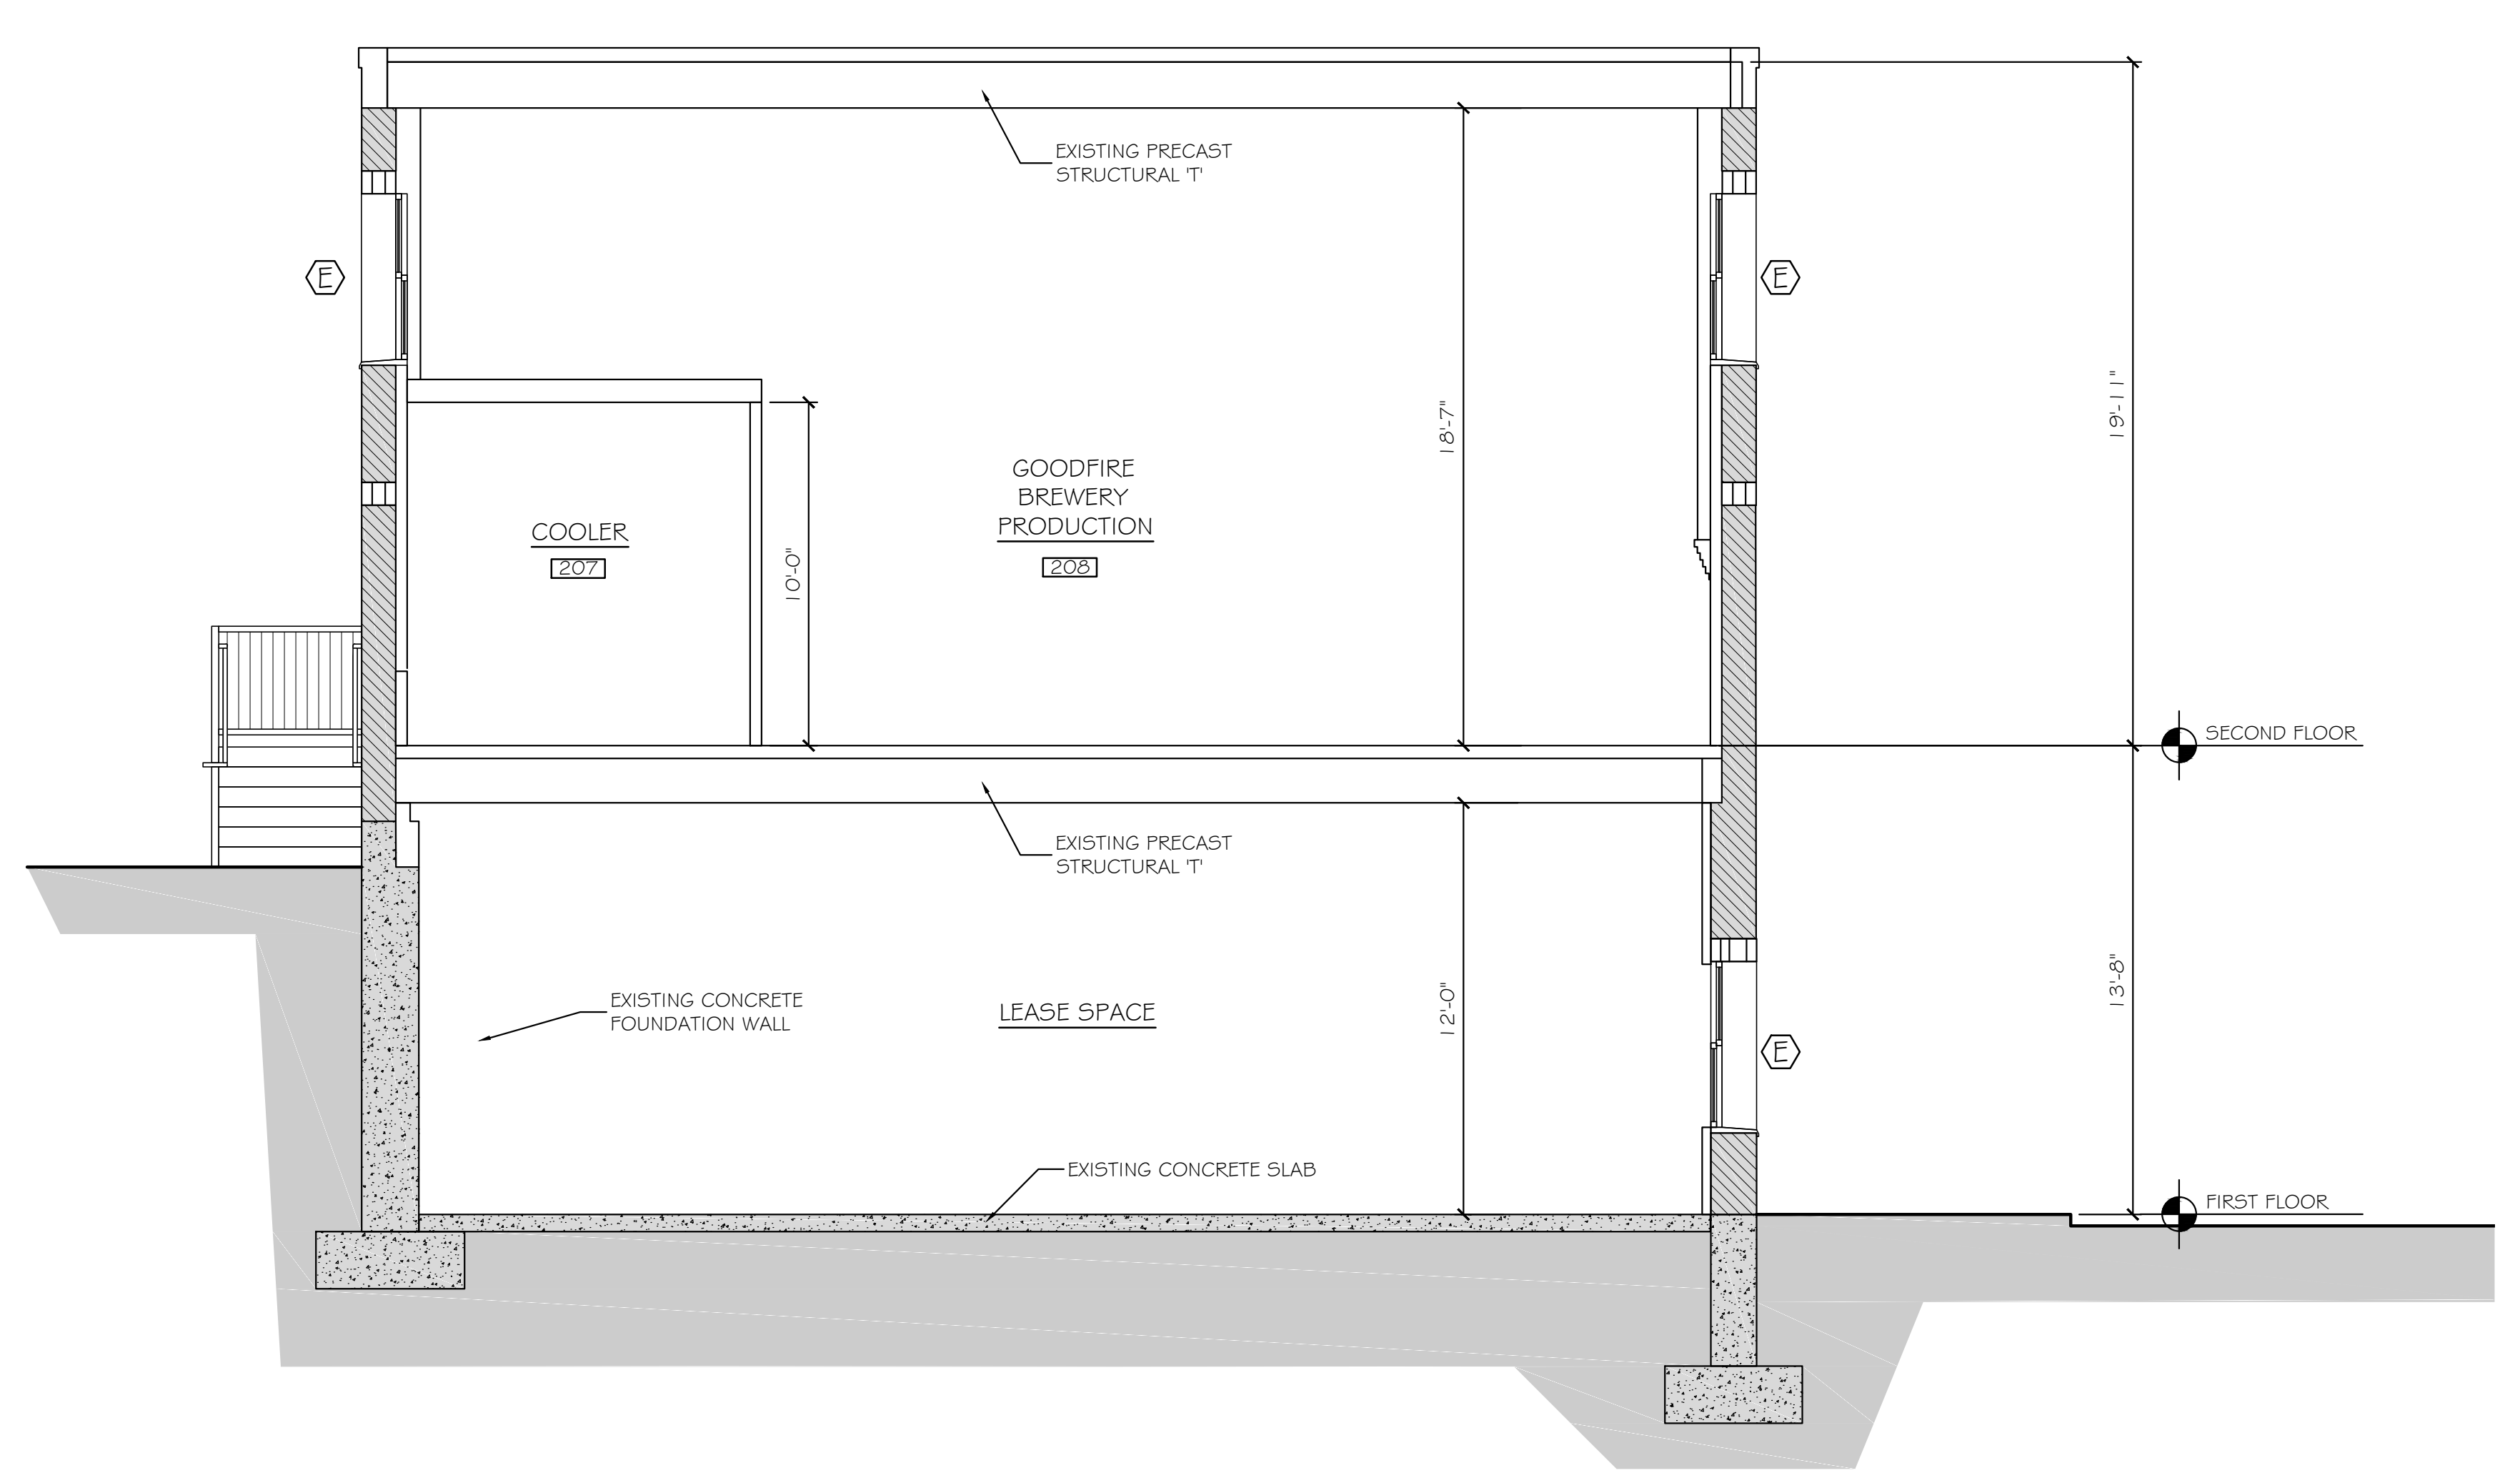 EXISTING PRECAST
STRUCTURAL 'T'
E
E
18'-7"
19'-11"
GOODFIRE
BREWERY
PRODUCTION
208
COOLER
207
10'-0"
SECOND FLOOR
EXISTING PRECAST
STRUCTURAL 'T'
EXISTING CONCRETE
FOUNDATION WALL
LEASE SPACE
12'-0"
13'-8"
E
EXISTING CONCRETE SLAB
FIRST FLOOR